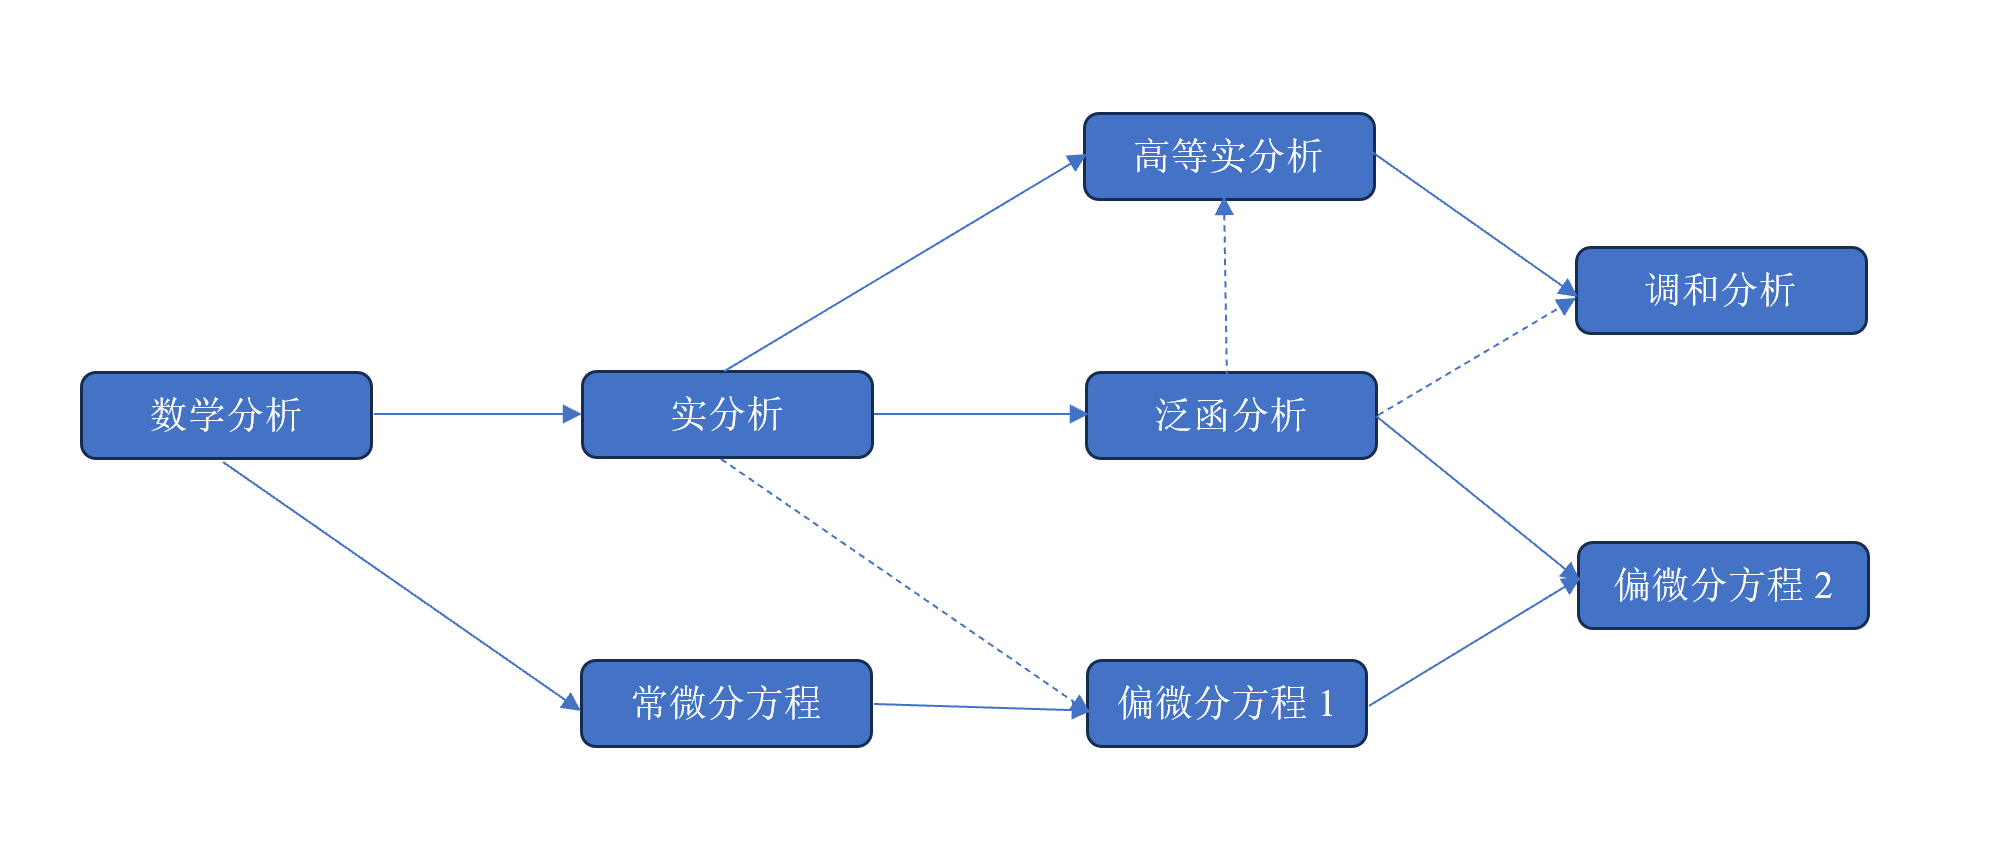 高等实分析
调和分析
数学分析
实分析
泛函分析
偏微分方程 2
常微分方程
偏微分方程 1